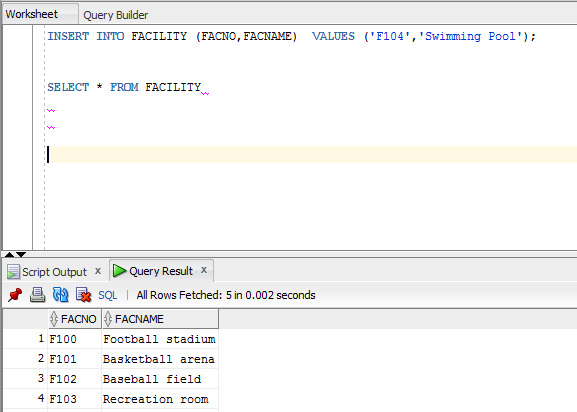 Worksheet Query Builder
INSERT INTO FACILITY (FACNO,FACNAME)  VALUES ('F104','Swimming Pool');
SELECT * FROM FACILITY
Script Output x Query Result x
SQL | All Rows Fetched: 5 in 0.002 seconds
FACNO FACNAME
1 F100 Football stadium
2 F101 Basketball arena
3 F102 Baseball field
4 F103 Recreation room